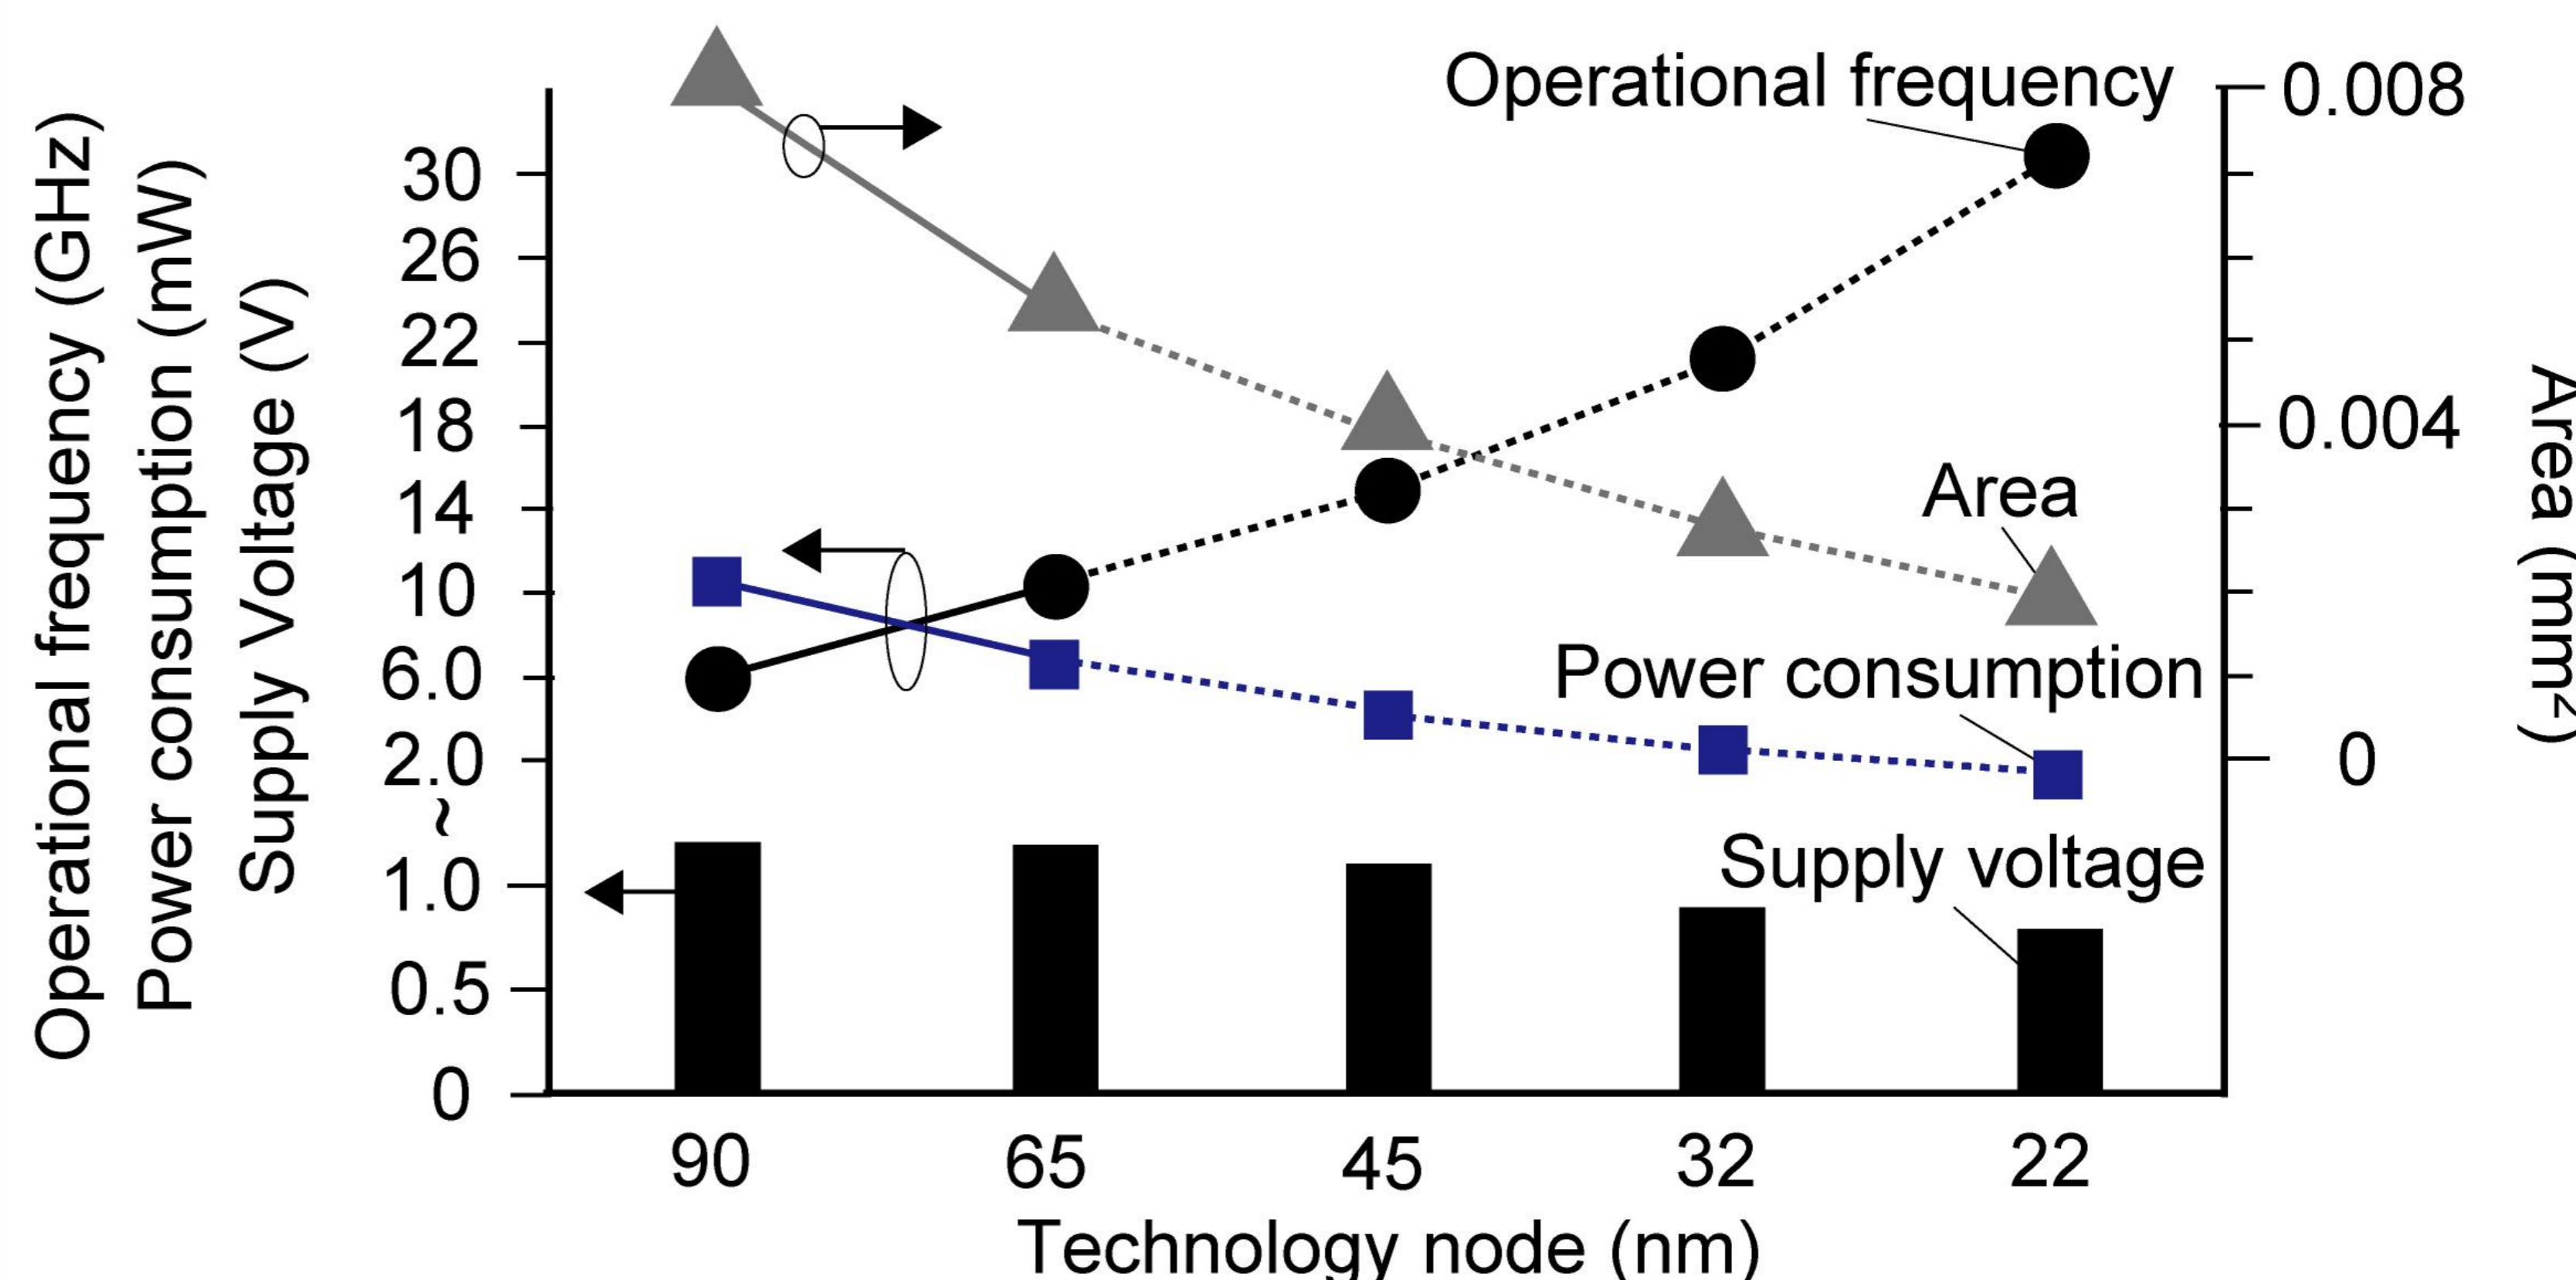 Operational frequency (GHz)
Power consumption (mW)
Supply Voltage (V)
30
26
22
18
14
10
6.0
2.0
~
1.0
0.5
0
Operational frequency
Area
Power consumption
Supply voltage
0.008
0.004
0
Area (mm²)
90 65 45 32 22
Technology node (nm)